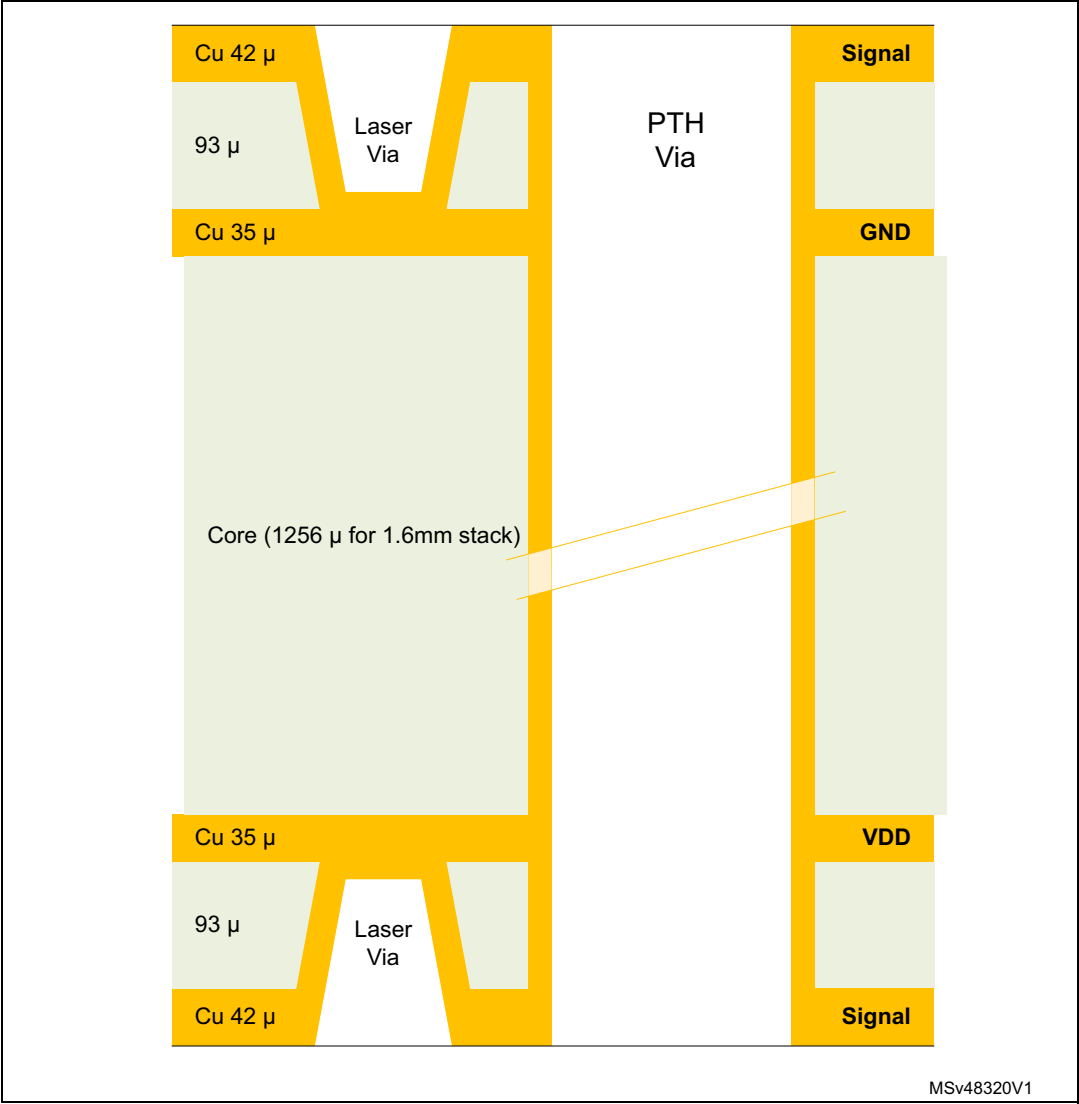 Cu 42 μ
Signal
Laser
Via
PTH
Via
93 μ
Cu 35 μ
GND
Core (1256 μ for 1.6mm stack)
Cu 35 μ
VDD
93 μ
Laser
Via
Cu 42 μ
Signal
MSv48320V1